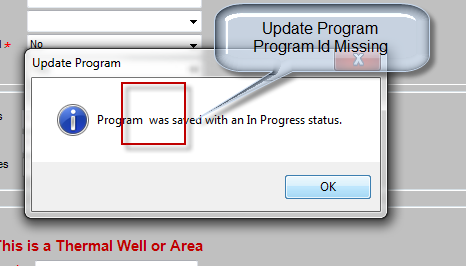 Update Program
Program Id Missing
No
Update Program
X
Program was saved with an In Progress status.
OK
This is a Thermal Well or Area